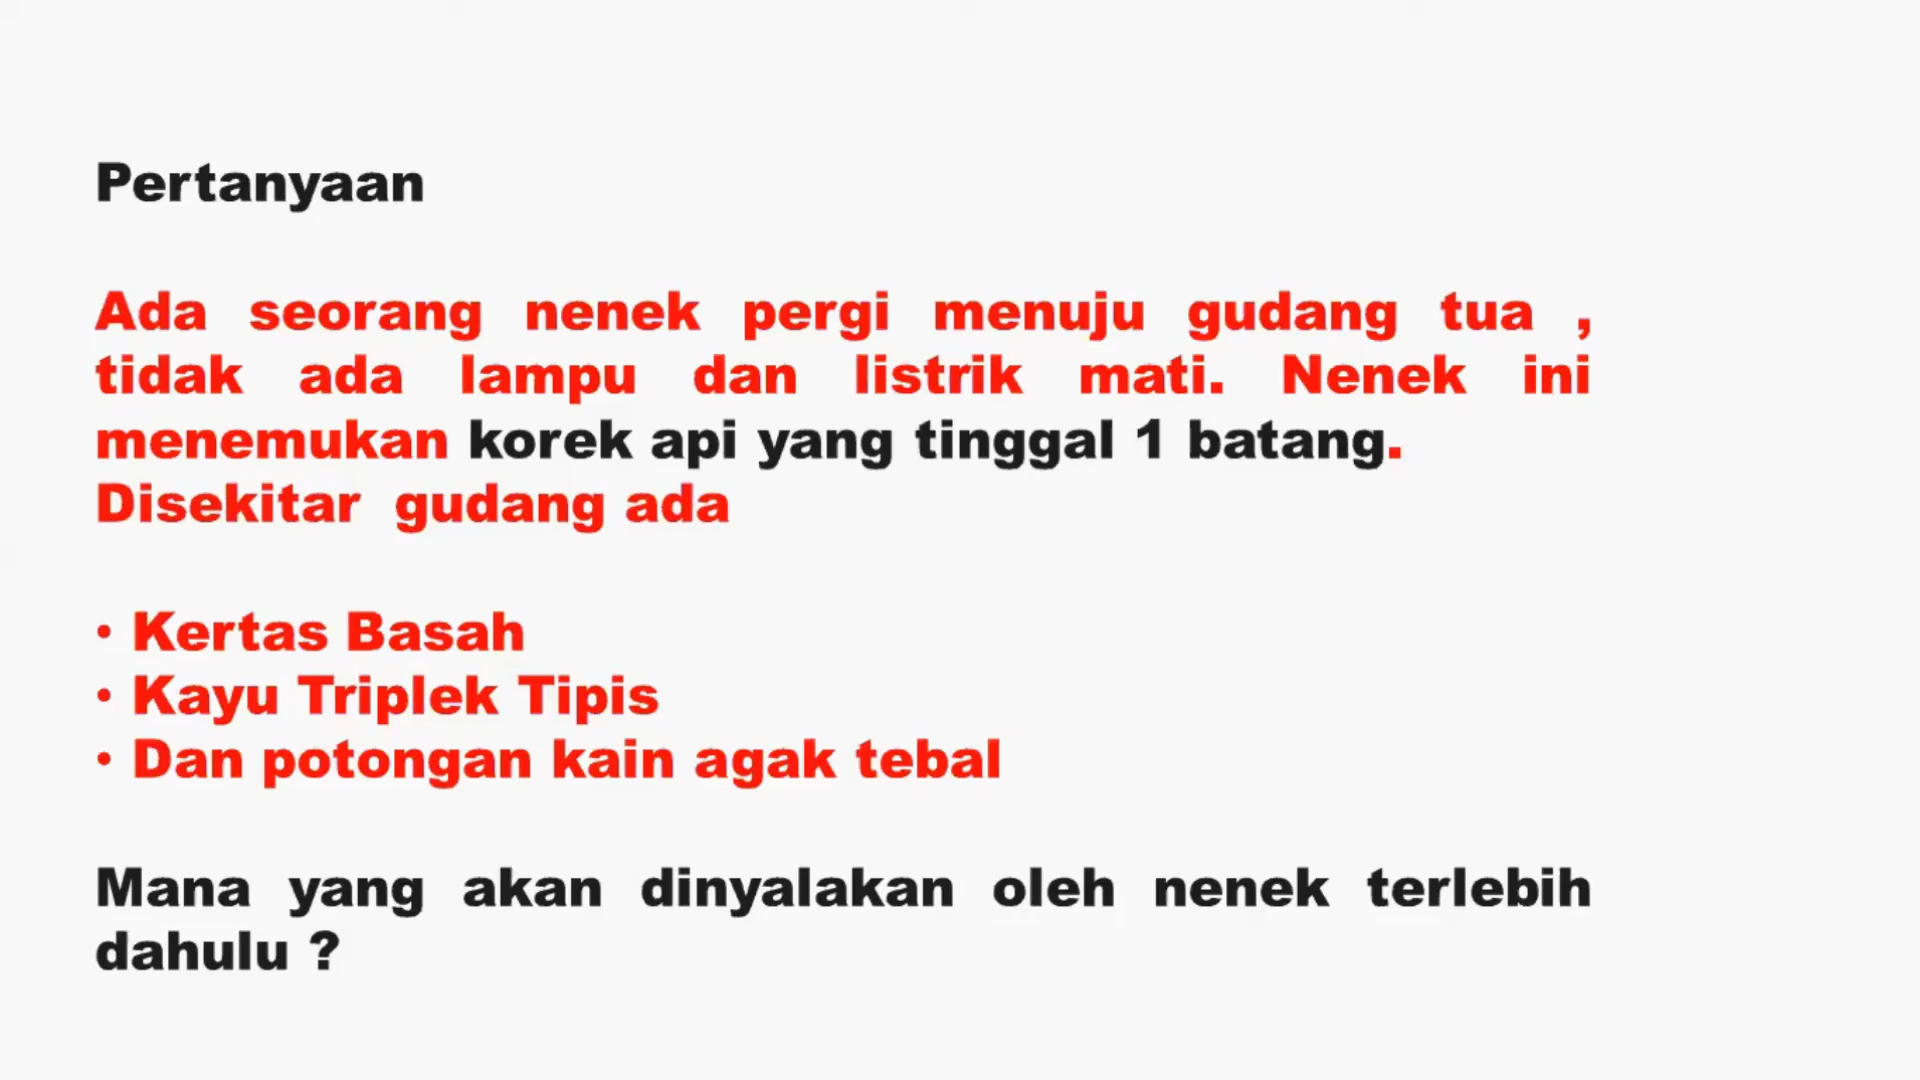 Pertanyaan
Ada seorang nenek pergi menuju gudang tua ,
tidak ada lampu dan listrik mati. Nenek ini
menemukan korek api yang tinggal 1 batang.
Disekitar gudang ada
• Kertas Basah
• Kayu Triplek Tipis
• Dan potongan kain agak tebal
Mana yang akan dinyalakan oleh nenek terlebih
dahulu ?